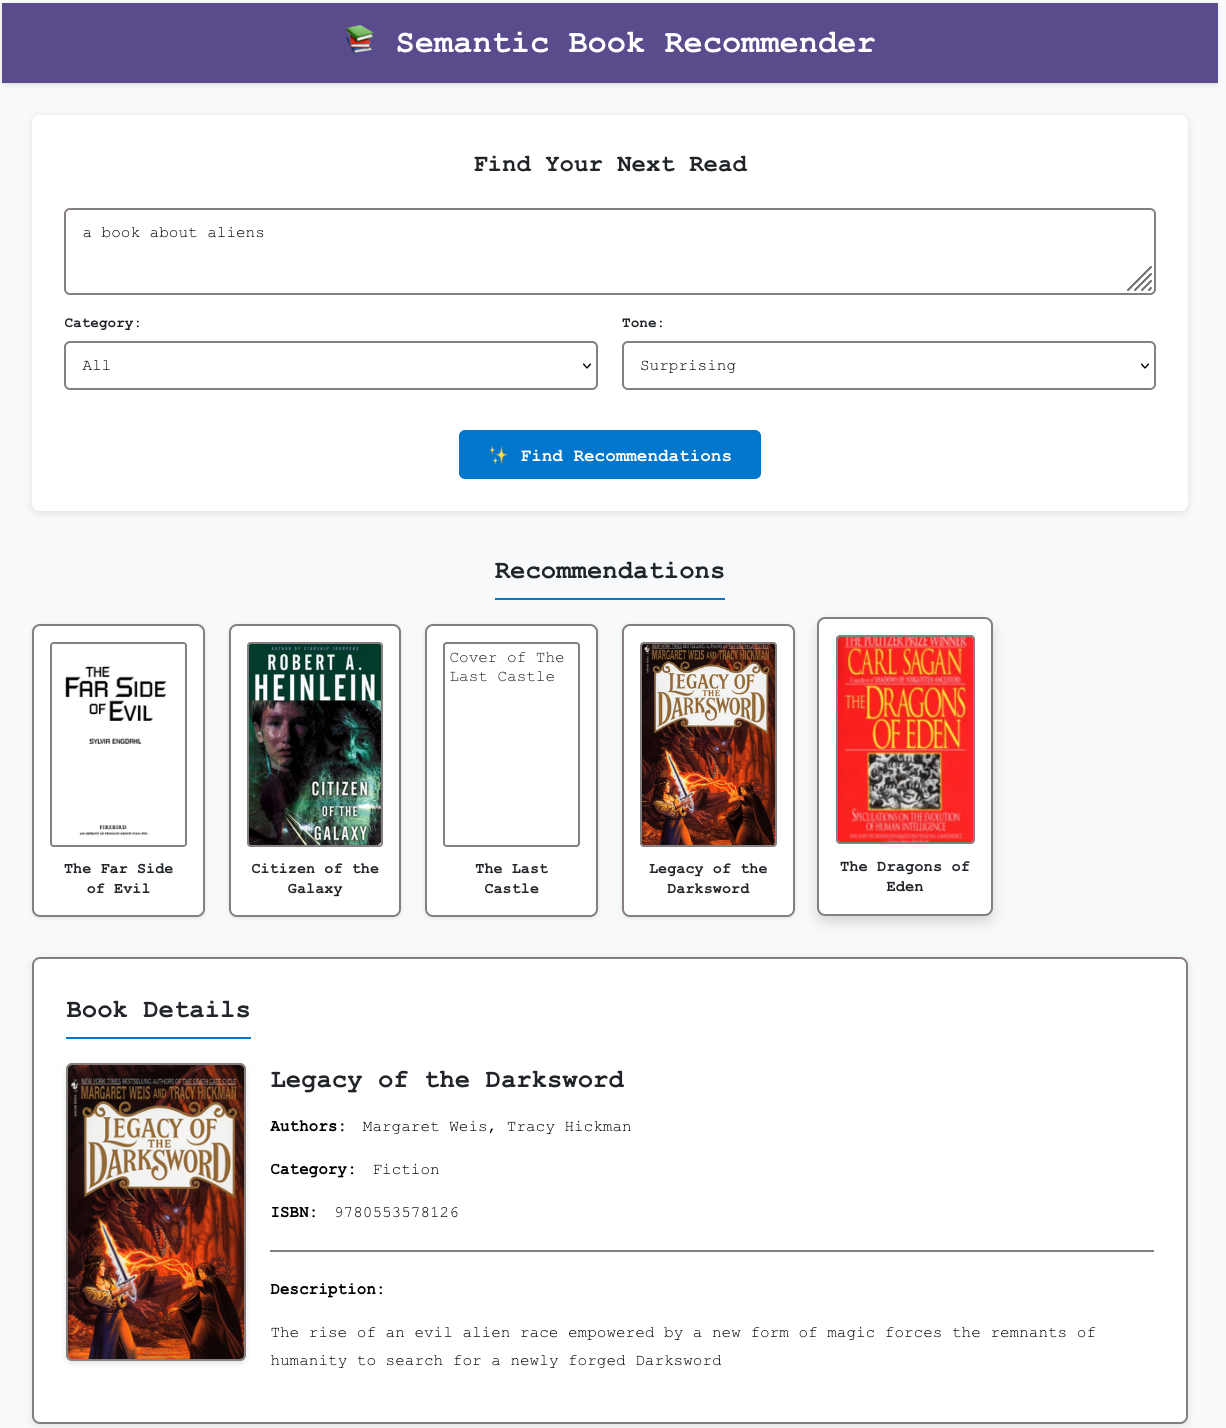 📚 Semantic Book Recommender
Find Your Next Read
a book about aliens
Category:
Tone:
All
Surprising
✨ Find Recommendations
Recommendations
THE
FAR SIDE
OF EVIL
SYLVIA ENGDAHL
FIREBIRD
The Far Side
of Evil
AUTHOR OF STARSHIP TROOPERS
ROBERT A.
HEINLEIN
CITIZEN
OF THE
GALAXY
Citizen of the
Galaxy
Cover of The
Last Castle
The Last
Castle
MARGARET WEIS AND TRACY HICKMAN
LEGACY OF
THE
DARKSWORD
Legacy of the
Darksword
THE PULITZER PRIZE WINNER
CARL SAGAN
THE DRAGONS
OF EDEN
SPECULATIONS ON THE EVOLUTION
OF HUMAN INTELLIGENCE
The Dragons of
Eden
Book Details
NEW YORK TIMES BESTSELLING AUTHORS OF THE DEATH GATE CYCLE
MARGARET WEIS AND TRACY HICKMAN
LEGACY OF
THE
DARKSWORD
Legacy of the Darksword
Authors: Margaret Weis, Tracy Hickman
Category: Fiction
ISBN: 9780553578126
Description:
The rise of an evil alien race empowered by a new form of magic forces the remnants of
humanity to search for a newly forged Darksword